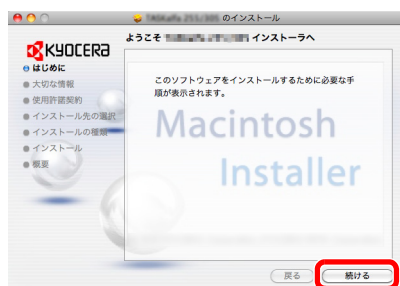 のインストール
ようこそ インストーラへ
KYOCERA
はじめに
大切な情報
使用許諾契約
インストール先の選択
インストールの種類
インストール
概要
このソフトウェアをインストールするために必要な手
順が表示されます。
Macintosh
Installer
戻る
続ける